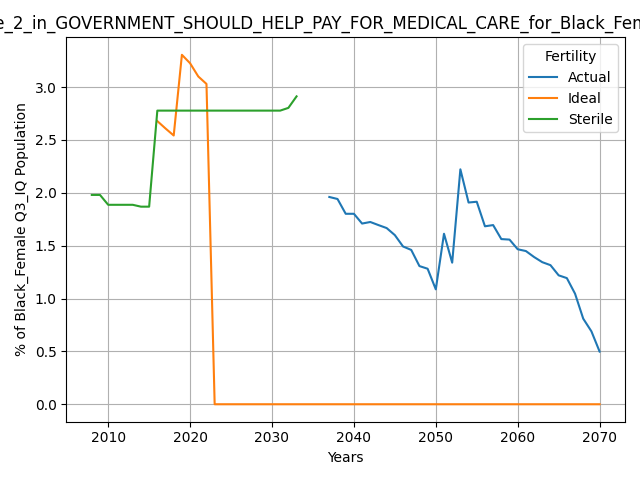 e_2_in_GOVERNMENT_SHOULD_HELP_PAY_FOR_MEDICAL_CARE_for_Black_Fem
Fertility
Actual
Ideal
Sterile
% of Black_Female Q3_IQ Population
3.0
2.5
2.0
1.5
1.0
0.5
0.0
2010 2020 2030 2040 2050 2060 2070
Years